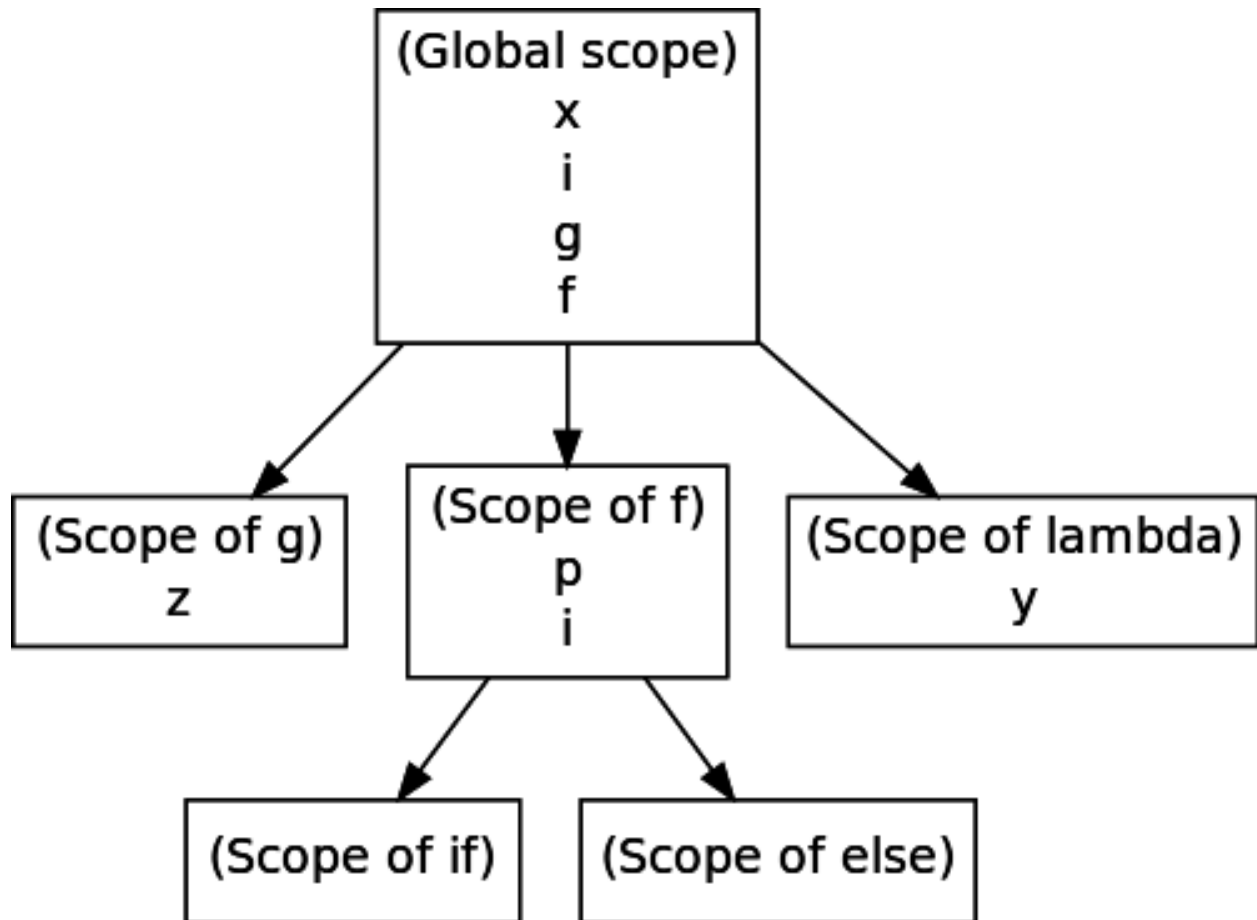 (Global scope)
x
i
g
f
(Scope of g)
z
(Scope of f)
p
i
(Scope of lambda)
y
(Scope of if)
(Scope of else)